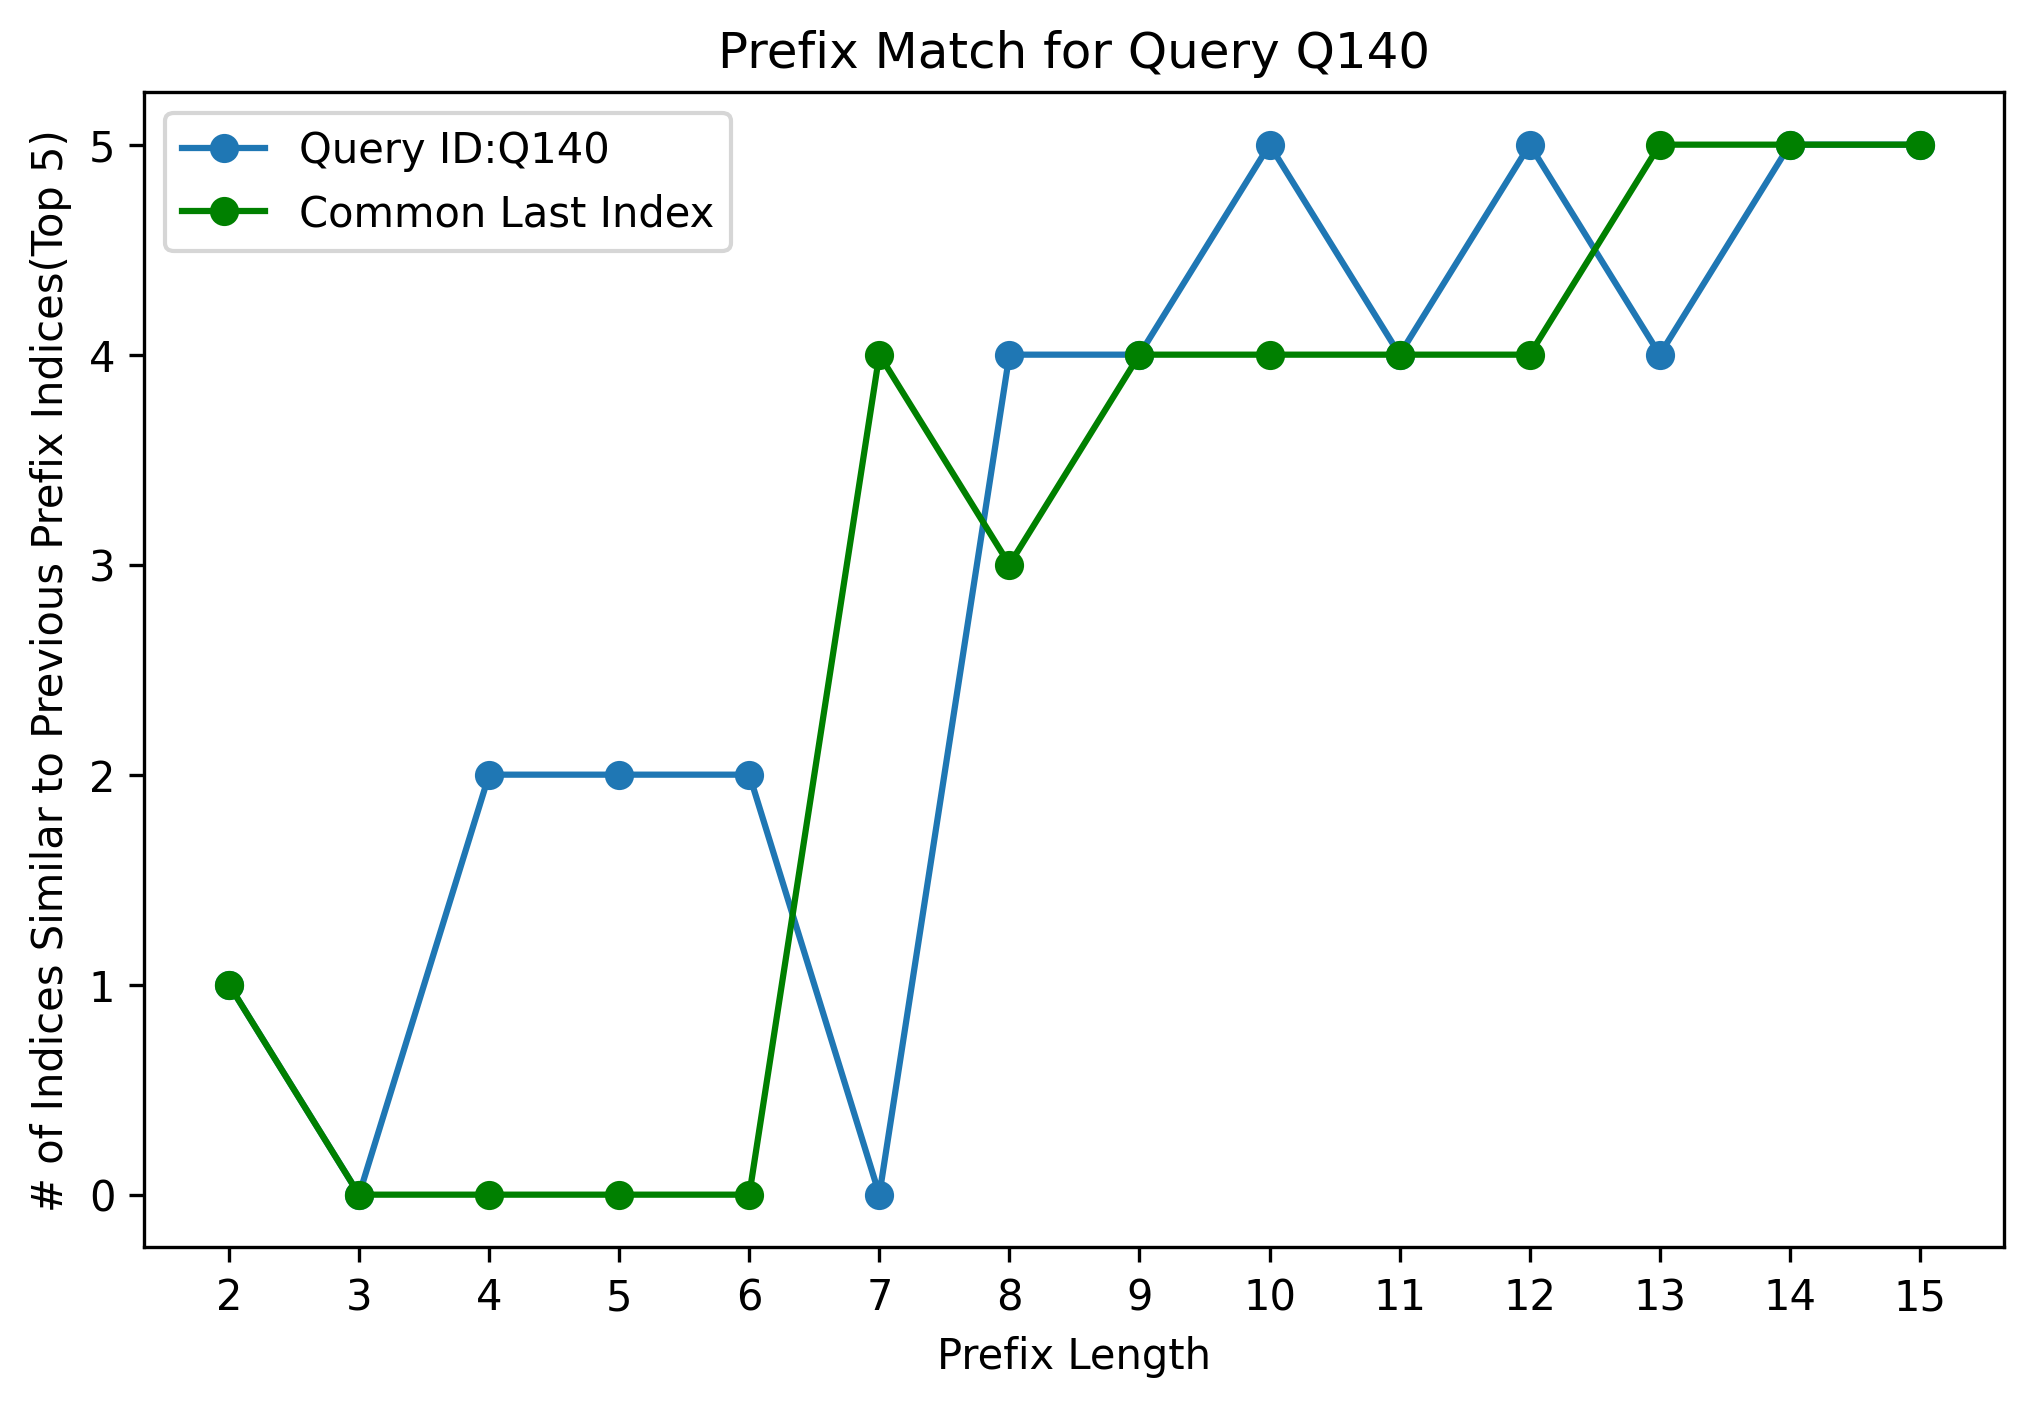 Prefix Match for Query Q140
Query ID:Q140
Common Last Index
# of Indices Similar to Previous Prefix Indices(Top 5)
5
4
3
2
1
0
2 3 4 5 6 7 8 9 10 11 12 13 14 15
Prefix Length